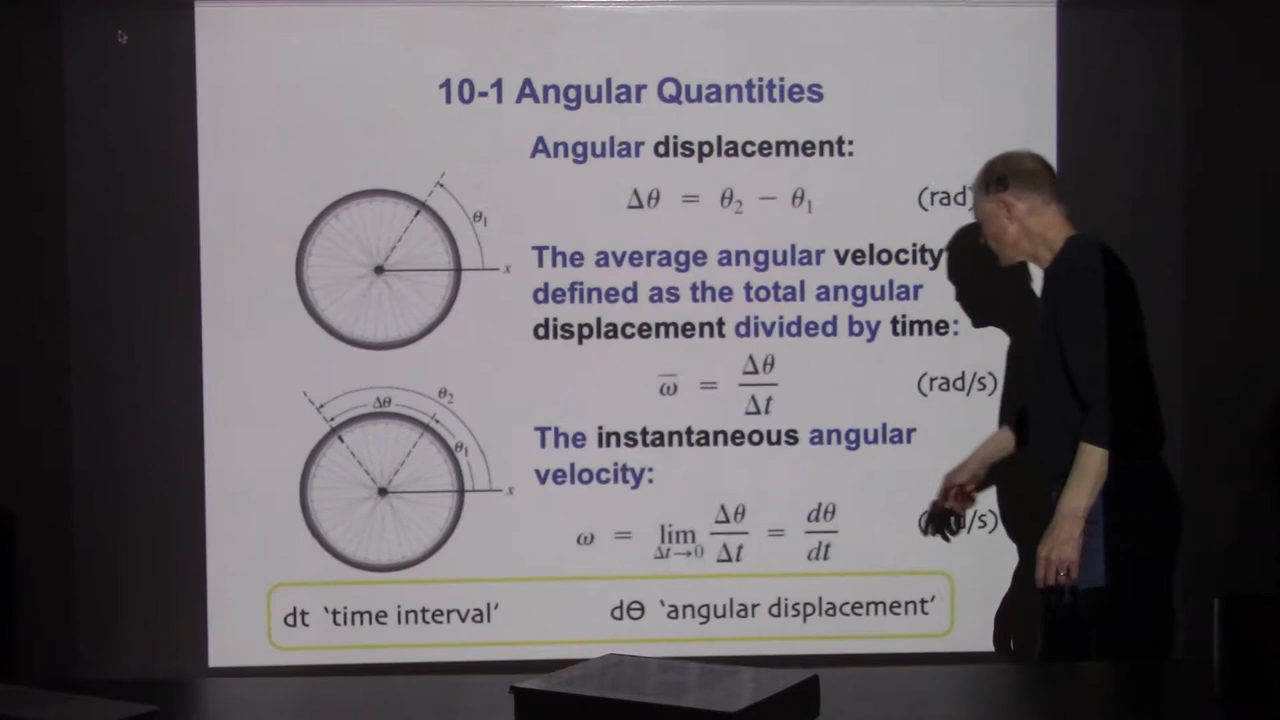 10-1 Angular Quantities
Angular displacement:
Δθ = θ₂ − θ₁ (rad)
θ₁
x
The average angular velocity
defined as the total angular
displacement divided by time:
ω̅ = Δθ/Δt (rad/s)
θ₂
Δθ
θ₁
x
The instantaneous angular
velocity:
ω = lim Δt→0 Δθ/Δt = dθ/dt
dt 'time interval' dΘ 'angular displacement'